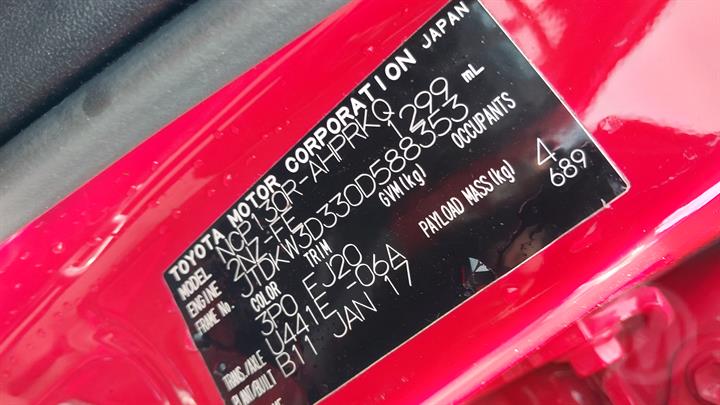 TOYOTA MOTOR CORPORATION JAPAN
MODEL NCP130R-AHPRKQ
ENGINE 2NZ-FE 1299 mL
FRAME No. JTDKW3D330D588353
COLOR TRIM GVM(kg) OCCUPANTS
3P0 EJ20 4
TRANS./AXLE U441E -06A PAYLOAD MASS(kg) 689
PLANT/BUILT B11 JAN 17
NAME